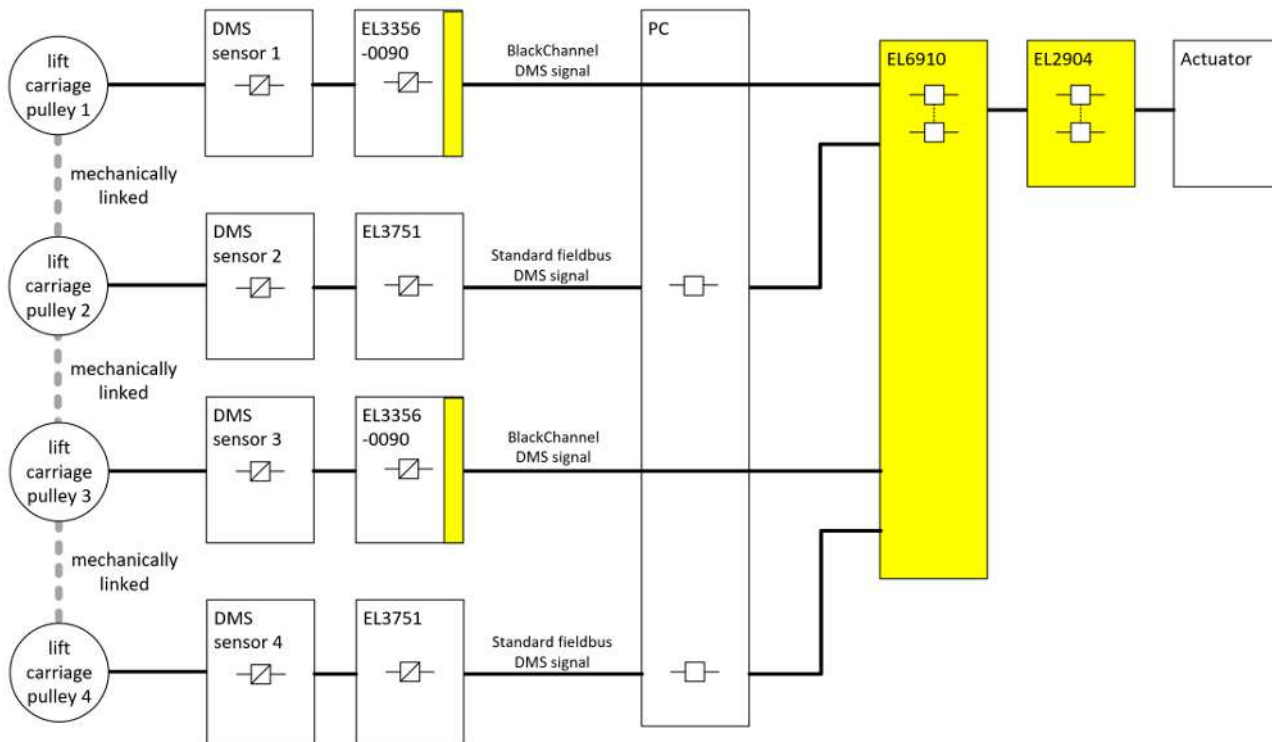 lift
carriage
pulley 1
DMS
sensor 1
EL3356
-0090
BlackChannel
DMS signal
PC
EL6910
EL2904
Actuator
mechanically
linked
lift
carriage
pulley 2
DMS
sensor 2
EL3751
Standard fieldbus
DMS signal
mechanically
linked
lift
carriage
pulley 3
DMS
sensor 3
EL3356
-0090
BlackChannel
DMS signal
mechanically
linked
lift
carriage
pulley 4
DMS
sensor 4
EL3751
Standard fieldbus
DMS signal